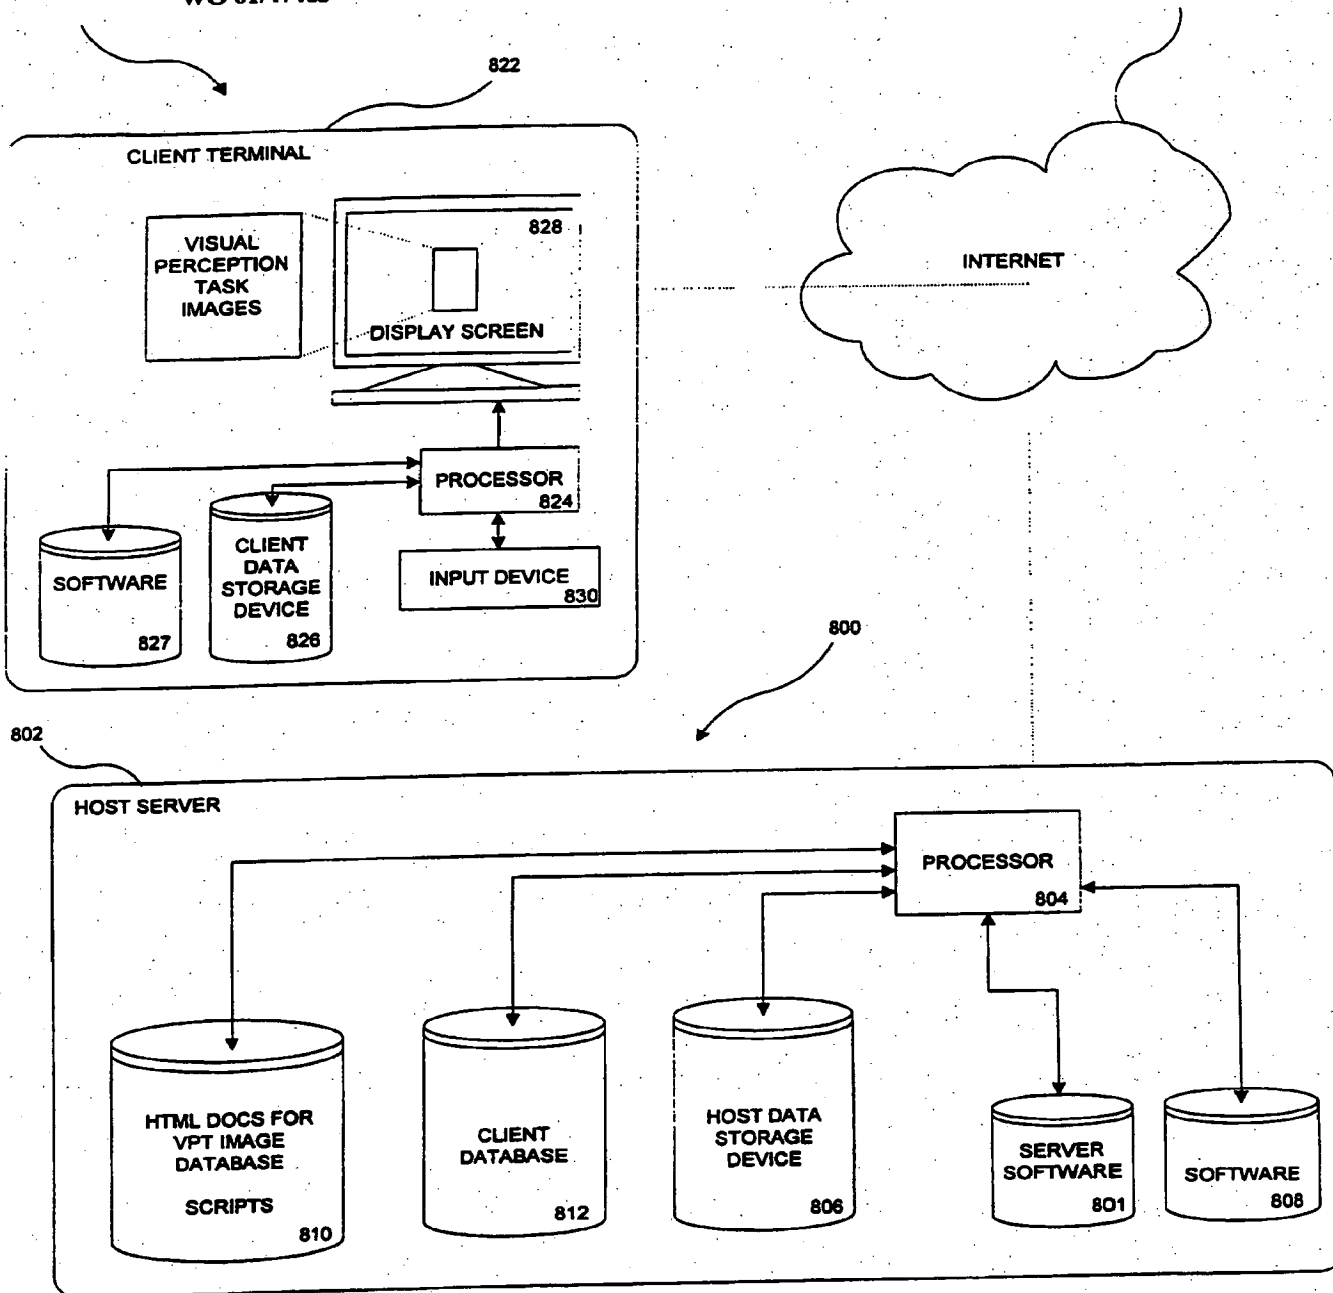 822
CLIENT TERMINAL
VISUAL
PERCEPTION
TASK
IMAGES
828
DISPLAY SCREEN
INTERNET
PROCESSOR
824
SOFTWARE
827
CLIENT
DATA
STORAGE
DEVICE
826
INPUT DEVICE
830
800
802
HOST SERVER
PROCESSOR
804
HTML DOCS FOR
VPT IMAGE
DATABASE
SCRIPTS
810
CLIENT
DATABASE
812
HOST DATA
STORAGE
DEVICE
806
SERVER
SOFTWARE
801
SOFTWARE
808